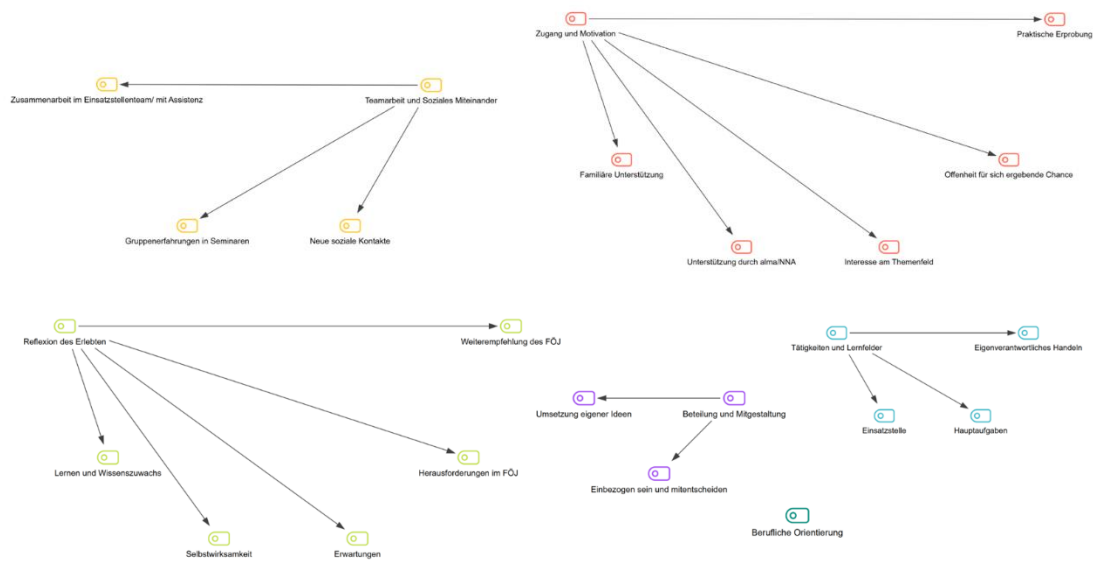 Zugang und Motivation
Praktische Erprobung
Zusammenarbeit im Einsatzstellenteam/ mit Assistenz
Teamarbeit und Soziales Miteinander
Familiäre Unterstützung
Offenheit für sich ergebende Chance
Gruppenerfahrungen in Seminaren
Neue soziale Kontakte
Unterstützung durch alma/NNA
Interesse am Themenfeld
Reflexion des Erlebten
Weiterempfehlung des FÖJ
Tätigkeiten und Lernfelder
Eigenverantwortliches Handeln
Umsetzung eigener Ideen
Beteilung und Mitgestaltung
Einsatzstelle
Hauptaufgaben
Lernen und Wissenszuwachs
Herausforderungen im FÖJ
Einbezogen sein und mitentscheiden
Berufliche Orientierung
Selbstwirksamkeit
Erwartungen